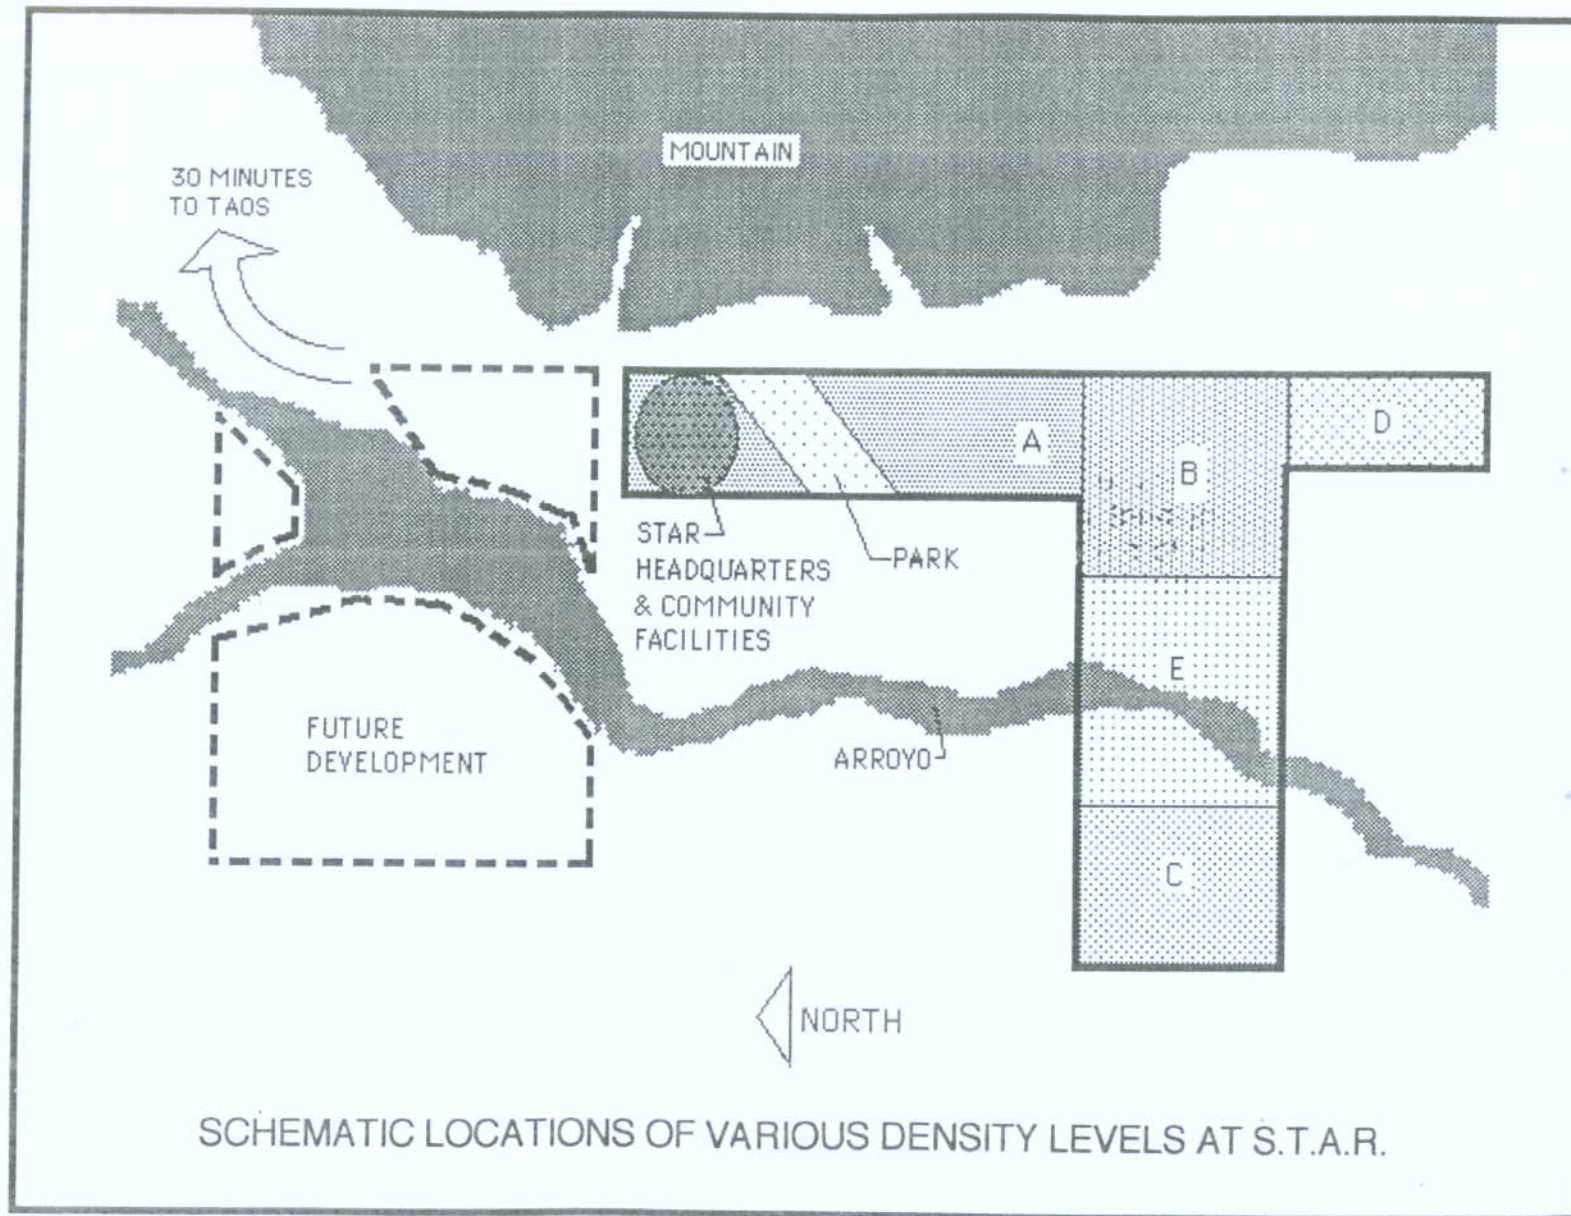 MOUNTAIN
30 MINUTES
TO TAOS
A
B
D
STAR
HEADQUARTERS
& COMMUNITY
FACILITIES
PARK
E
FUTURE
DEVELOPMENT
ARROYO
C
NORTH
SCHEMATIC LOCATIONS OF VARIOUS DENSITY LEVELS AT S.T.A.R.